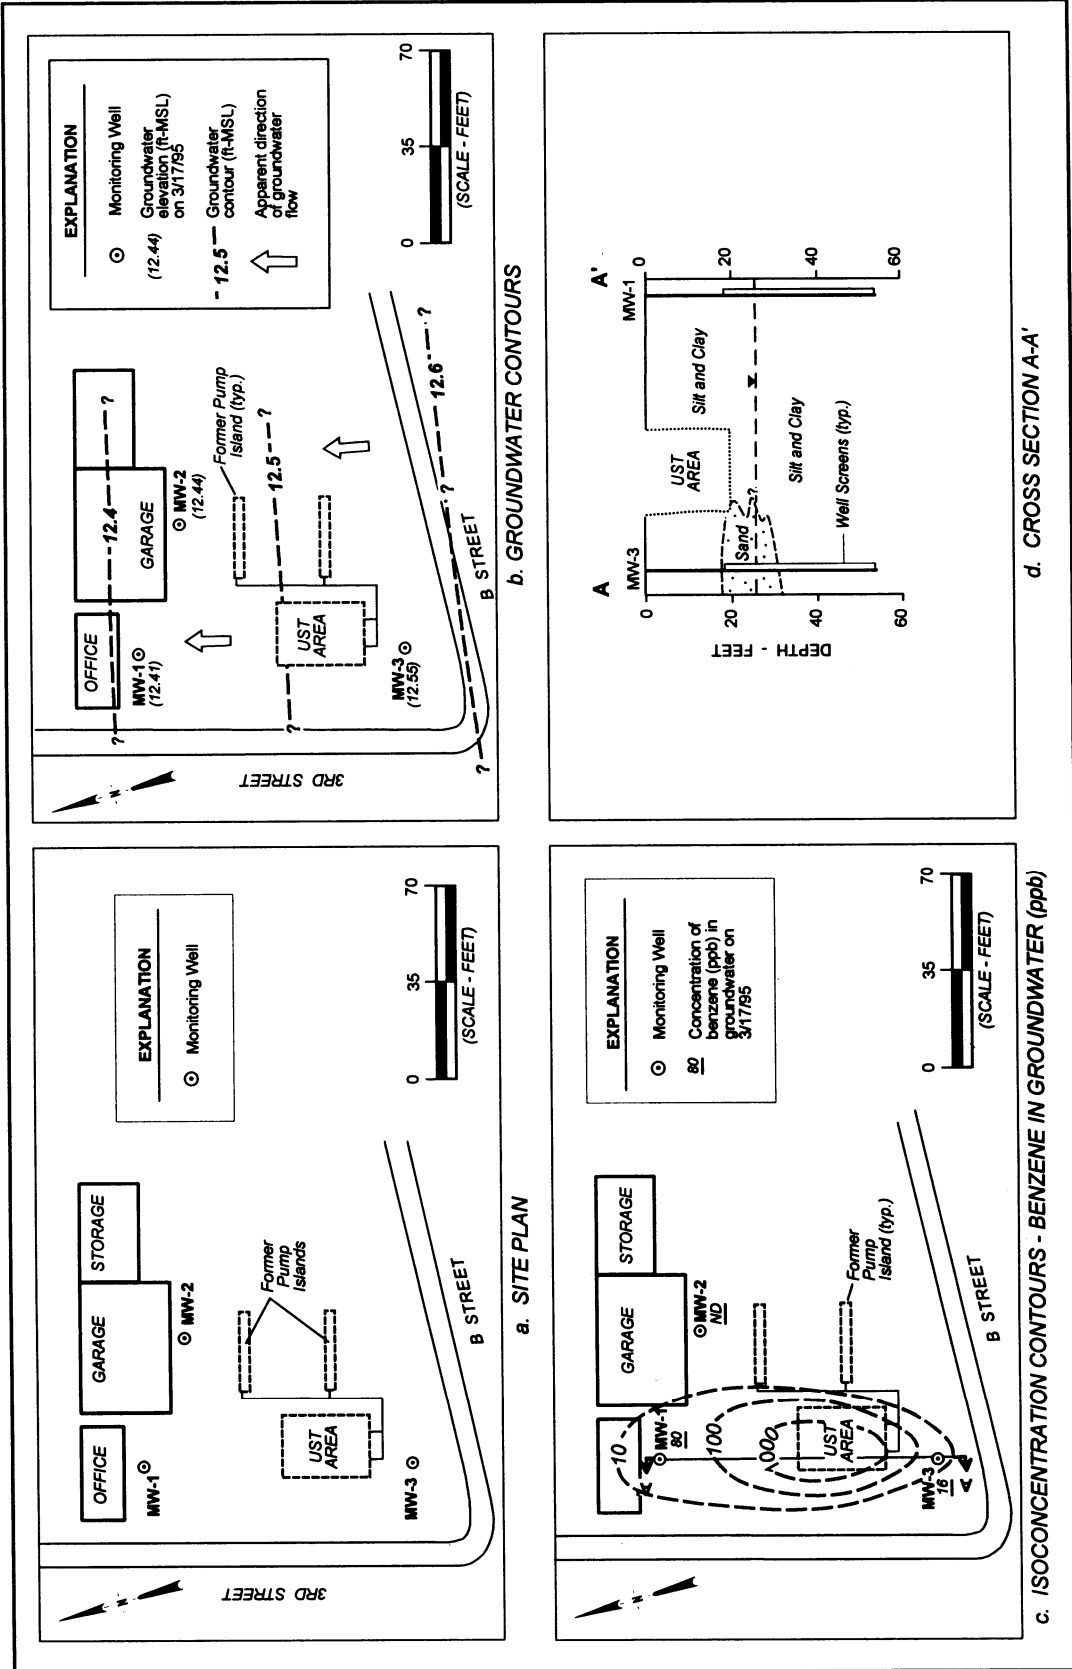 EXPLANATION
Monitoring Well
OFFICE
GARAGE
STORAGE
MW-1
MW-2
Former
Pump
Islands
UST
AREA
MW-3
3RD STREET
B STREET
N
0 35 70
(SCALE - FEET)
a. SITE PLAN
EXPLANATION
Monitoring Well
(12.44) Groundwater
elevation (ft-MSL)
on 3/17/95
- 12.5 — Groundwater
contour (ft-MSL)
Apparent direction
of groundwater
flow
OFFICE
GARAGE
? 12.4 ?
MW-1
(12.41)
MW-2
(12.44)
Former Pump
Island (typ.)
? 12.5 ?
UST
AREA
MW-3
(12.55)
? ? 12.6 ?
3RD STREET
B STREET
N
0 35 70
(SCALE - FEET)
b. GROUNDWATER CONTOURS
EXPLANATION
Monitoring Well
80 Concentration of
benzene (ppb) in
groundwater on
3/17/95
GARAGE
STORAGE
10
A'
MW-1
80
MW-2
ND
100
1,000
UST
AREA
Former
Pump
Island (typ.)
MW-3
16
A
B STREET
N
0 35 70
(SCALE - FEET)
c. ISOCONCENTRATION CONTOURS - BENZENE IN GROUNDWATER (ppb)
A
A'
MW-3
MW-1
0
20
40
60
DEPTH - FEET
UST
AREA
Silt and Clay
Sand
?
Silt and Clay
Well Screens (typ.)
0
20
40
60
d. CROSS SECTION A-A'